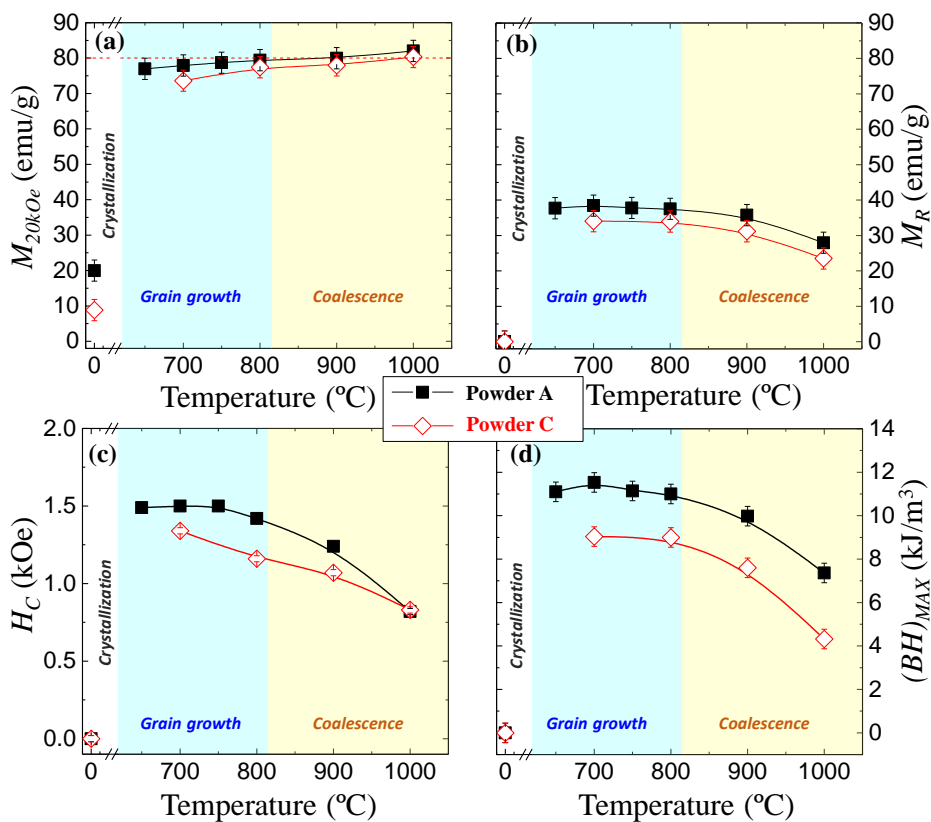 (a)
M20kOe (emu/g)
90
80
70
60
50
40
30
20
10
0
Crystallization
Grain growth
Coalescence
0 700 800 900 1000
Temperature (ºC)
(b)
90
80
70
60
50
40
30
20
10
0
MR (emu/g)
Crystallization
Grain growth
Coalescence
0 700 800 900 1000
Temperature (ºC)
Powder A
Powder C
(c)
HC (kOe)
2.0
1.5
1.0
0.5
0.0
Crystallization
Grain growth
Coalescence
0 700 800 900 1000
Temperature (ºC)
(d)
14
12
10
8
6
4
2
0
(BH)MAX (kJ/m³)
Crystallization
Grain growth
Coalescence
0 700 800 900 1000
Temperature (ºC)